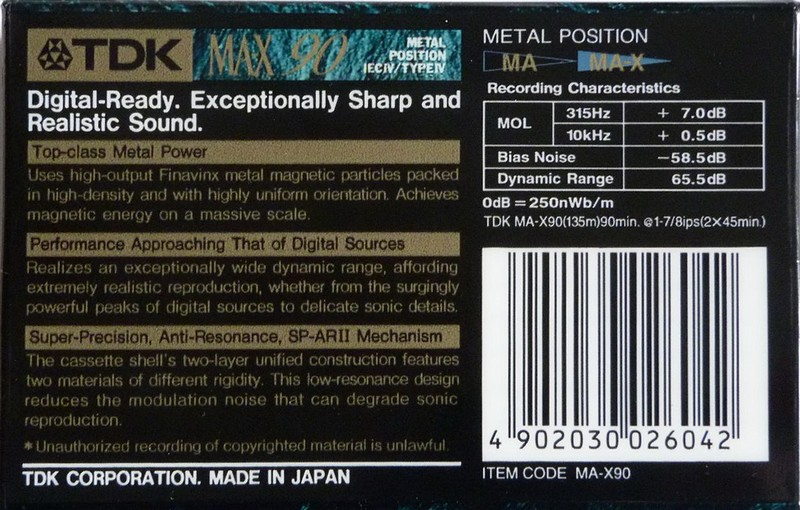 TDK MAX 90 METAL
POSITION
IECIV/TYPEIV
Digital-Ready. Exceptionally Sharp and
Realistic Sound.
Top-class Metal Power
Uses high-output Finavinx metal magnetic particles packed
in high-density and with highly uniform orientation. Achieves
magnetic energy on a massive scale.
Performance Approaching That of Digital Sources
Realizes an exceptionally wide dynamic range, affording
extremely realistic reproduction, whether from the surgingly
powerful peaks of digital sources to delicate sonic details.
Super-Precision, Anti-Resonance, SP-ARII Mechanism
The cassette shell's two-layer unified construction features
two materials of different rigidity. This low-resonance design
reduces the modulation noise that can degrade sonic
reproduction.
*Unauthorized recording of copyrighted material is unlawful.
TDK CORPORATION. MADE IN JAPAN
METAL POSITION
MA MA-X
Recording Characteristics
MOL 315Hz + 7.0dB
10kHz + 0.5dB
Bias Noise −58.5dB
Dynamic Range 65.5dB
0dB=250nWb/m
TDK MA-X90(135m)90min. @1-7/8ips(2×45min.)
4 902030 026042
ITEM CODE MA-X90